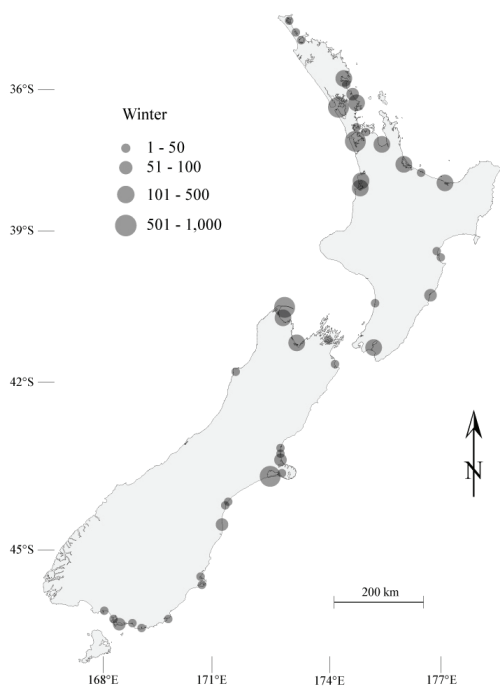 36°S
Winter
1 - 50
51 - 100
101 - 500
501 - 1,000
39°S
42°S
N
45°S
200 km
168°E
171°E
174°E
177°E